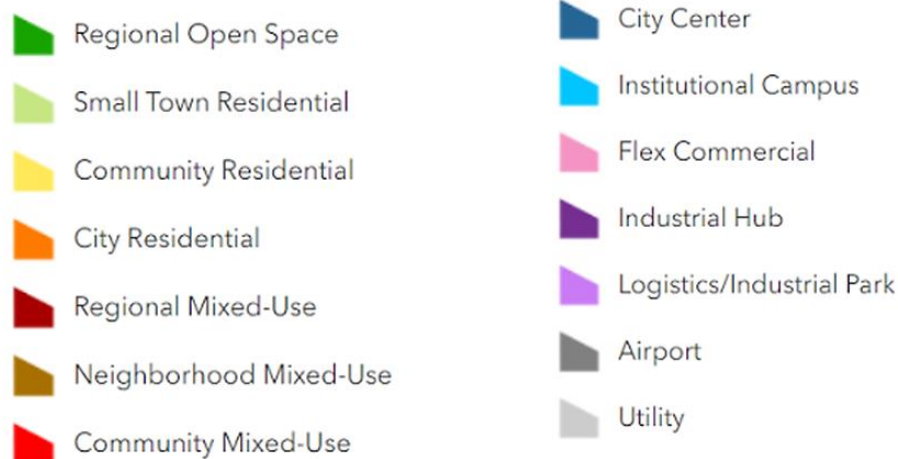 Regional Open Space
Small Town Residential
Community Residential
City Residential
Regional Mixed-Use
Neighborhood Mixed-Use
Community Mixed-Use
City Center
Institutional Campus
Flex Commercial
Industrial Hub
Logistics/Industrial Park
Airport
Utility